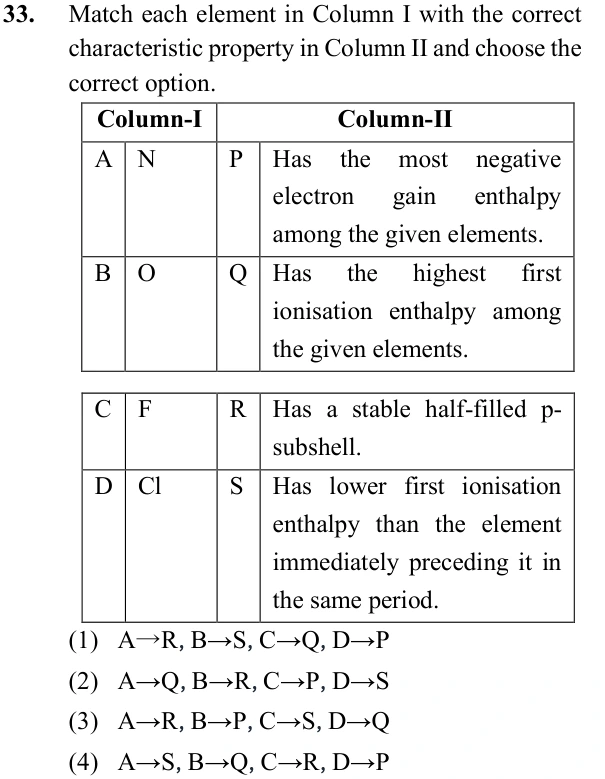 33. Match each element in Column I with the correct
characteristic property in Column II and choose the
correct option.
Column-I Column-II
A N P Has the most negative
electron gain enthalpy
among the given elements.
B O Q Has the highest first
ionisation enthalpy among
the given elements.
C F R Has a stable half-filled p-
subshell.
D Cl S Has lower first ionisation
enthalpy than the element
immediately preceding it in
the same period.
(1) A→R, B→S, C→Q, D→P
(2) A→Q, B→R, C→P, D→S
(3) A→R, B→P, C→S, D→Q
(4) A→S, B→Q, C→R, D→P